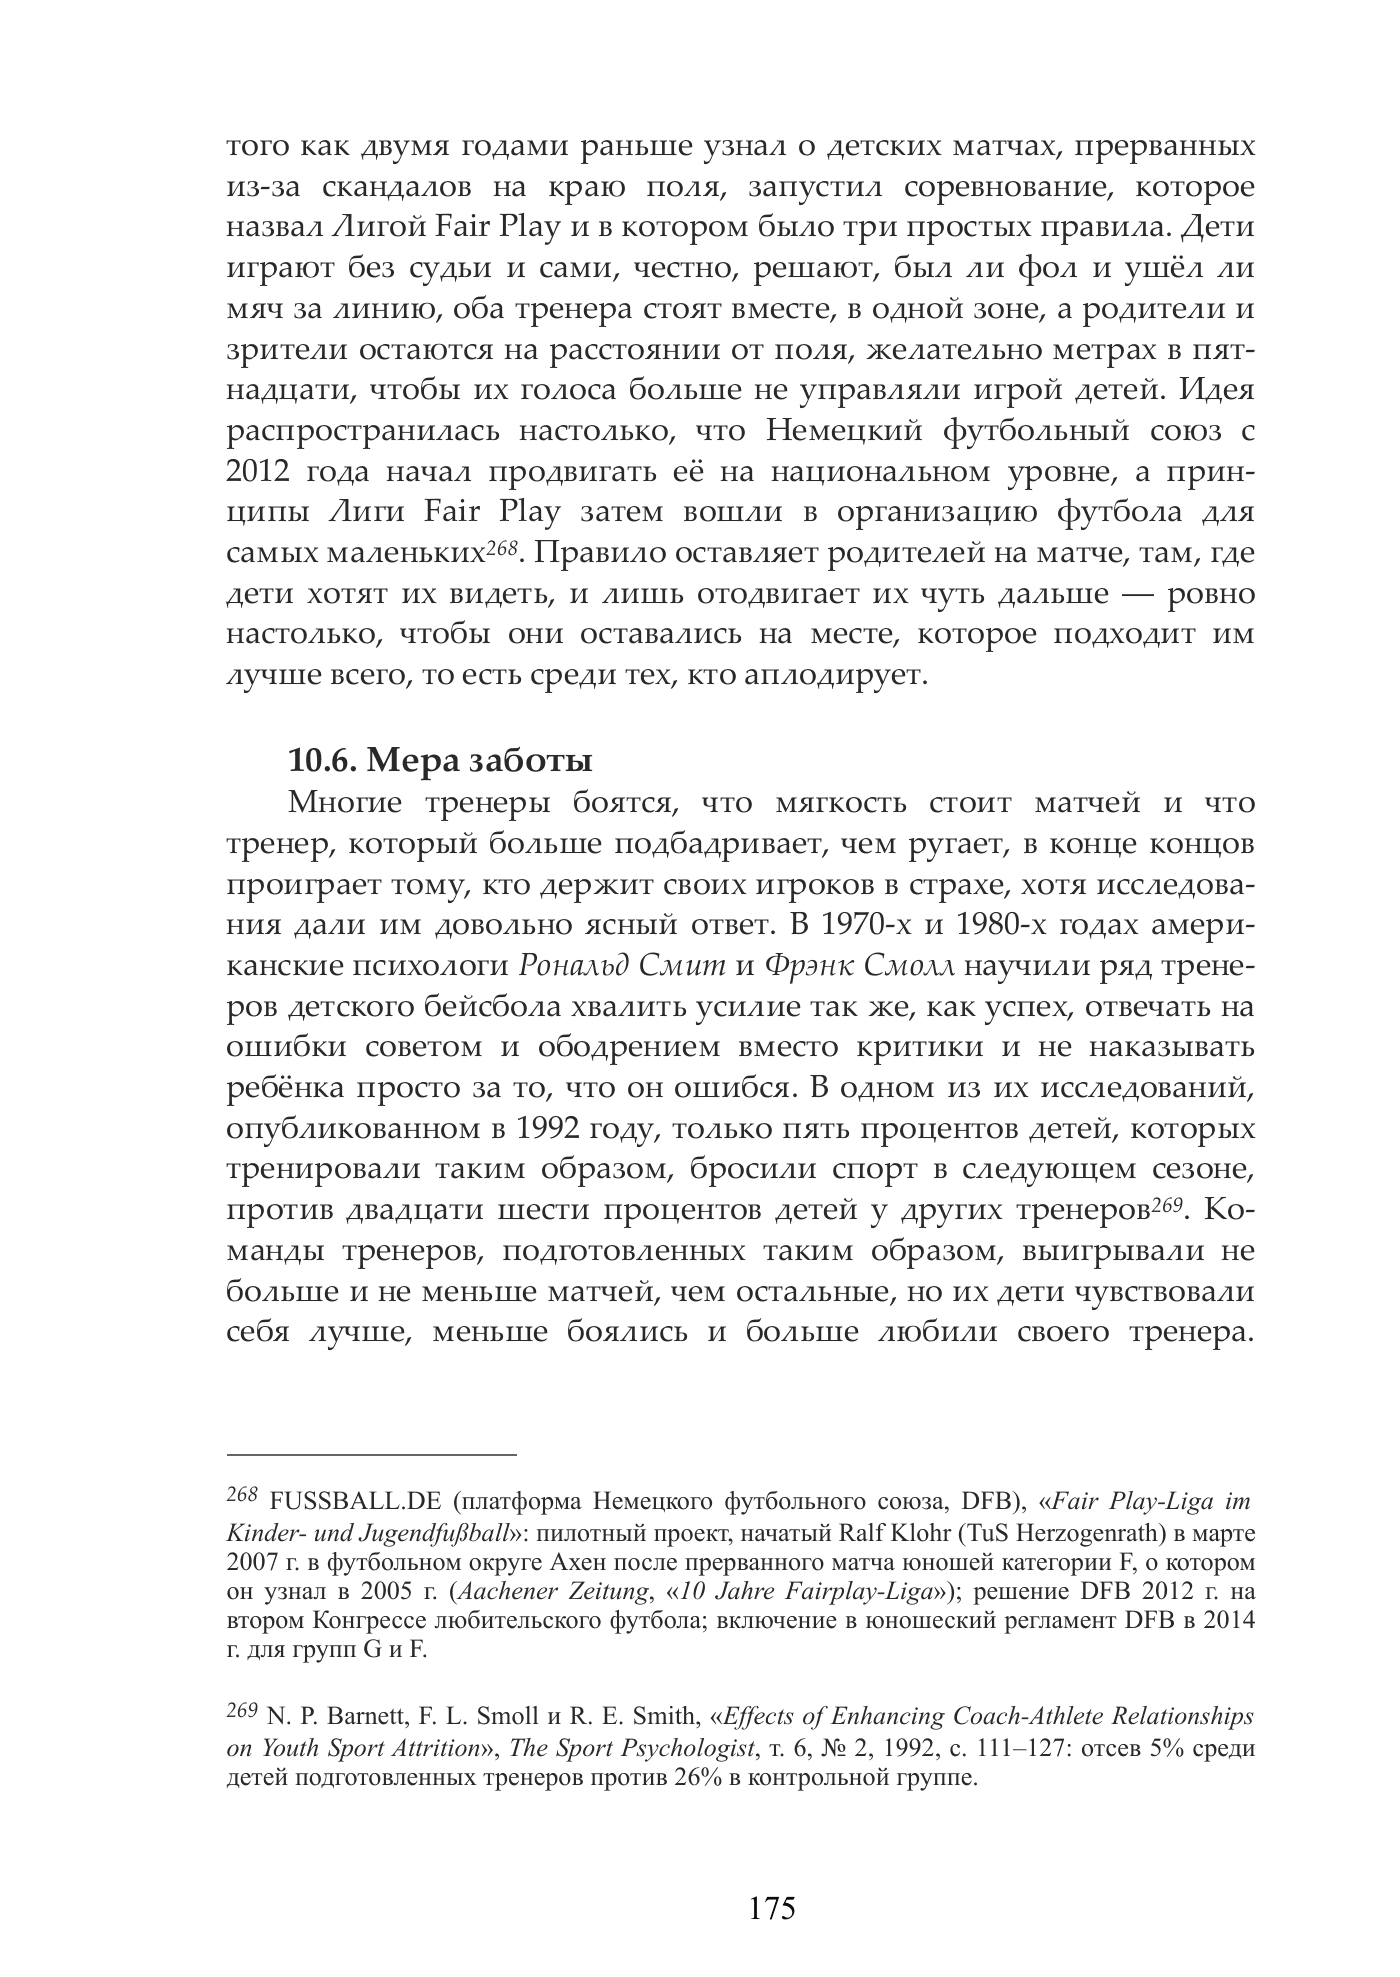 того как двумя годами раньше узнал о детских матчах, прерванных
из-за скандалов на краю поля, запустил соревнование, которое
назвал Лигой Fair Play и в котором было три простых правила. Дети
играют без судьи и сами, честно, решают, был ли фол и ушёл ли
мяч за линию, оба тренера стоят вместе, в одной зоне, а родители и
зрители остаются на расстоянии от поля, желательно метрах в пят-
надцати, чтобы их голоса больше не управляли игрой детей. Идея
распространилась настолько, что Немецкий футбольный союз с
2012 года начал продвигать её на национальном уровне, а прин-
ципы Лиги Fair Play затем вошли в организацию футбола для
самых маленьких268. Правило оставляет родителей на матче, там, где
дети хотят их видеть, и лишь отодвигает их чуть дальше — ровно
настолько, чтобы они оставались на месте, которое подходит им
лучше всего, то есть среди тех, кто аплодирует.
10.6. Мера заботы
Многие тренеры боятся, что мягкость стоит матчей и что
тренер, который больше подбадривает, чем ругает, в конце концов
проиграет тому, кто держит своих игроков в страхе, хотя исследова-
ния дали им довольно ясный ответ. В 1970-х и 1980-х годах амери-
канские психологи Рональд Смит и Фрэнк Смолл научили ряд трене-
ров детского бейсбола хвалить усилие так же, как успех, отвечать на
ошибки советом и ободрением вместо критики и не наказывать
ребёнка просто за то, что он ошибся. В одном из их исследований,
опубликованном в 1992 году, только пять процентов детей, которых
тренировали таким образом, бросили спорт в следующем сезоне,
против двадцати шести процентов детей у других тренеров269. Ко-
манды тренеров, подготовленных таким образом, выигрывали не
больше и не меньше матчей, чем остальные, но их дети чувствовали
себя лучше, меньше боялись и больше любили своего тренера.
268 FUSSBALL.DE (платформа Немецкого футбольного союза, DFB), «Fair Play-Liga im
Kinder- und Jugendfußball»: пилотный проект, начатый Ralf Klohr (TuS Herzogenrath) в марте
2007 г. в футбольном округе Ахен после прерванного матча юношей категории F, о котором
он узнал в 2005 г. (Aachener Zeitung, «10 Jahre Fairplay-Liga»); решение DFB 2012 г. на
втором Конгрессе любительского футбола; включение в юношеский регламент DFB в 2014
г. для групп G и F.
269 N. P. Barnett, F. L. Smoll и R. E. Smith, «Effects of Enhancing Coach-Athlete Relationships
on Youth Sport Attrition», The Sport Psychologist, т. 6, № 2, 1992, с. 111–127: отсев 5% среди
детей подготовленных тренеров против 26% в контрольной группе.
175